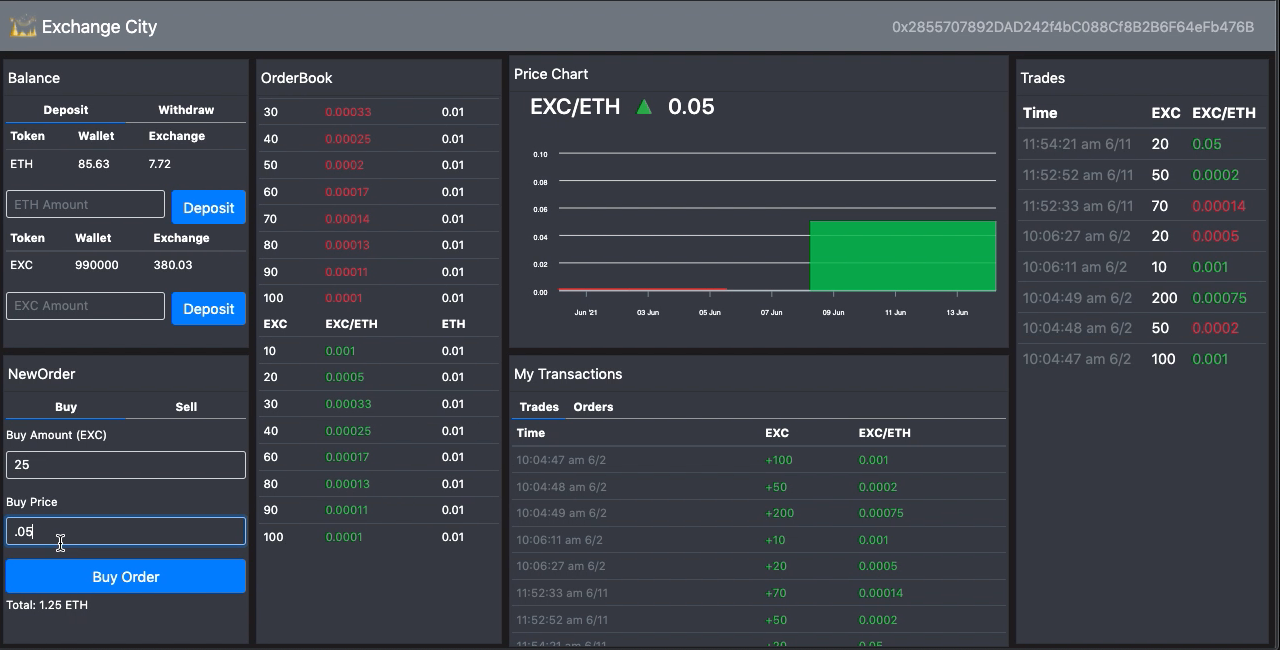 Exchange City
0x2855707892DAD242f4bC088Cf8B2B6F64eFb476B
Balance
Deposit Withdraw
Token Wallet Exchange
ETH 85.63 7.72
ETH Amount Deposit
Token Wallet Exchange
EXC 990000 380.03
EXC Amount Deposit
NewOrder
Buy Sell
Buy Amount (EXC)
25
Buy Price
.05
Buy Order
Total: 1.25 ETH
OrderBook
30 0.00033 0.01
40 0.00025 0.01
50 0.0002 0.01
60 0.00017 0.01
70 0.00014 0.01
80 0.00013 0.01
90 0.00011 0.01
100 0.0001 0.01
EXC EXC/ETH ETH
10 0.001 0.01
20 0.0005 0.01
30 0.00033 0.01
40 0.00025 0.01
60 0.00017 0.01
80 0.00013 0.01
90 0.00011 0.01
100 0.0001 0.01
Price Chart
EXC/ETH ▲ 0.05
0.10
0.08
0.06
0.04
0.02
0.00
Jun '21 03 Jun 05 Jun 07 Jun 09 Jun 11 Jun 13 Jun
My Transactions
Trades Orders
Time EXC EXC/ETH
10:04:47 am 6/2 +100 0.001
10:04:48 am 6/2 +50 0.0002
10:04:49 am 6/2 +200 0.00075
10:06:11 am 6/2 +10 0.001
10:06:27 am 6/2 +20 0.0005
11:52:33 am 6/11 +70 0.00014
11:52:52 am 6/11 +50 0.0002
11:54:21 am 6/11 +20 0.05
Trades
Time EXC EXC/ETH
11:54:21 am 6/11 20 0.05
11:52:52 am 6/11 50 0.0002
11:52:33 am 6/11 70 0.00014
10:06:27 am 6/2 20 0.0005
10:06:11 am 6/2 10 0.001
10:04:49 am 6/2 200 0.00075
10:04:48 am 6/2 50 0.0002
10:04:47 am 6/2 100 0.001